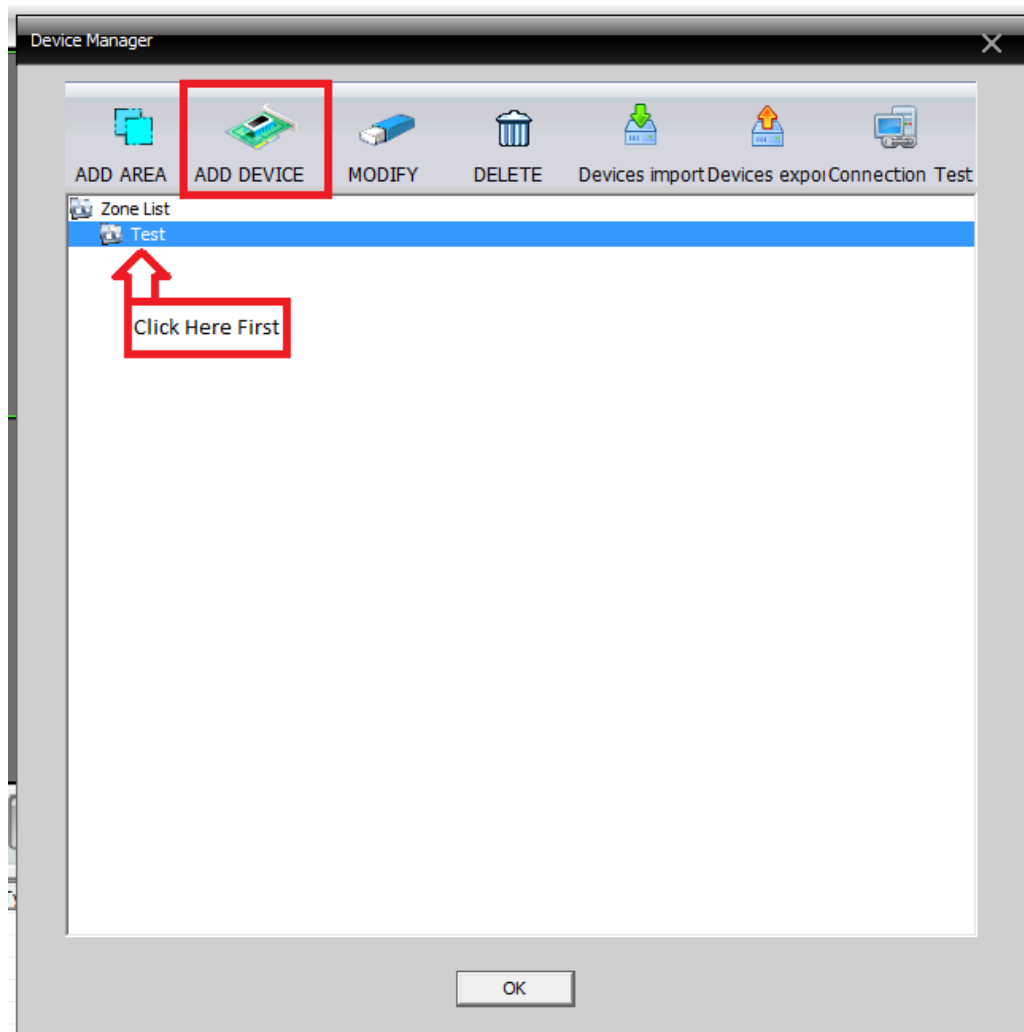 Device Manager
ADD AREA ADD DEVICE MODIFY DELETE Devices import Devices expor Connection Test
Zone List
Test
Click Here First
OK